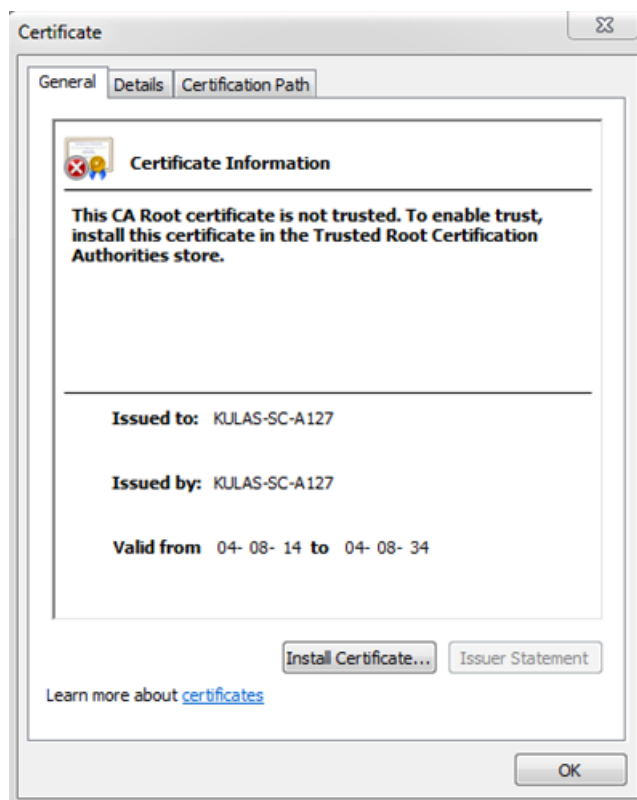 Certificate
General Details Certification Path
Certificate Information
This CA Root certificate is not trusted. To enable trust,
install this certificate in the Trusted Root Certification
Authorities store.
Issued to: KULAS-SC-A127
Issued by: KULAS-SC-A127
Valid from 04- 08- 14 to 04- 08- 34
Install Certificate... Issuer Statement
Learn more about certificates
OK